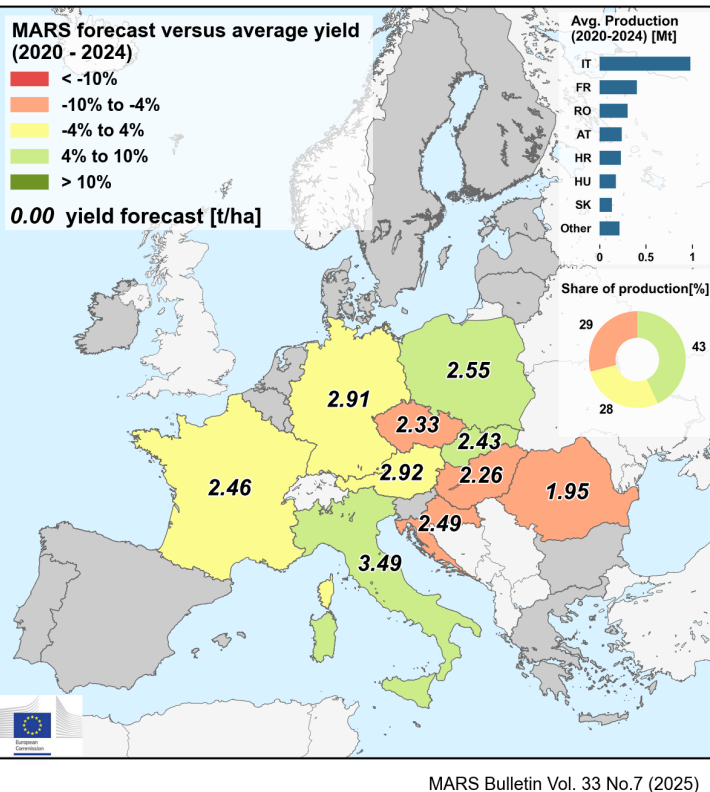 MARS forecast versus average yield
(2020 - 2024)
< -10%
-10% to -4%
-4% to 4%
4% to 10%
> 10%
0.00 yield forecast [t/ha]
Avg. Production
(2020-2024) [Mt]
IT
FR
RO
AT
HR
HU
SK
Other
0 0.5 1
Share of production[%]
29
43
28
2.55
2.91
2.33
2.43
2.92
2.26
2.46
1.95
2.49
3.49
European
Commission
MARS Bulletin Vol. 33 No.7 (2025)